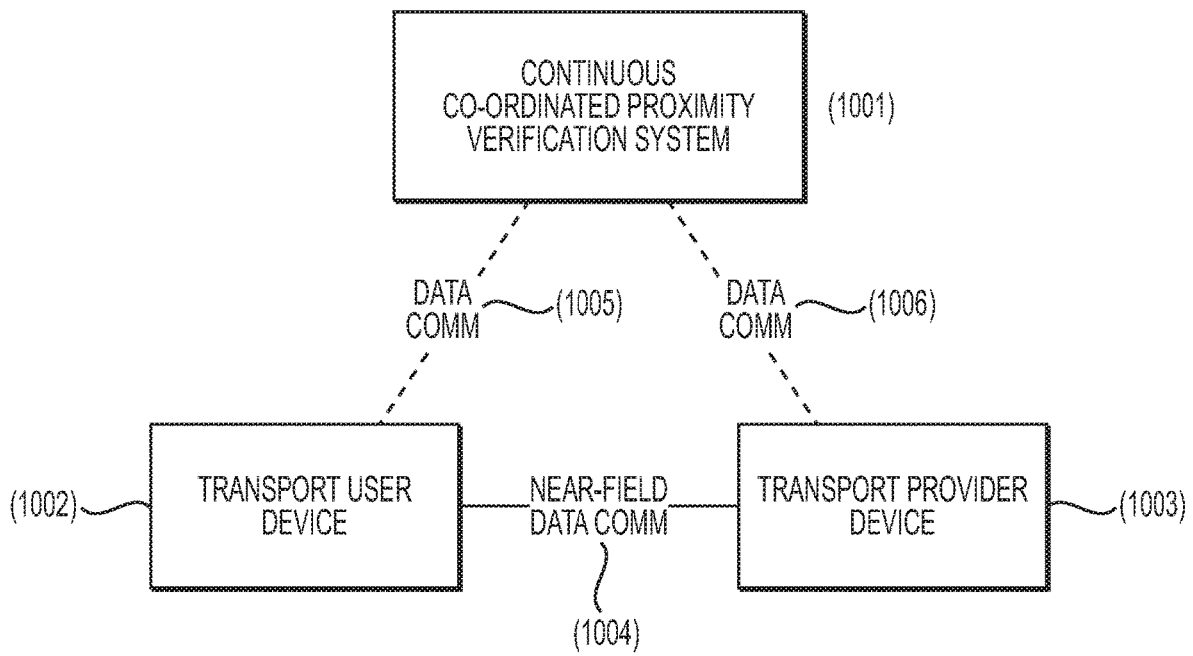 CONTINUOUS
CO-ORDINATED PROXIMITY
VERIFICATION SYSTEM
(1001)
DATA
COMM
(1005)
DATA
COMM
(1006)
(1002)
TRANSPORT USER
DEVICE
NEAR-FIELD
DATA COMM
(1004)
TRANSPORT PROVIDER
DEVICE
(1003)